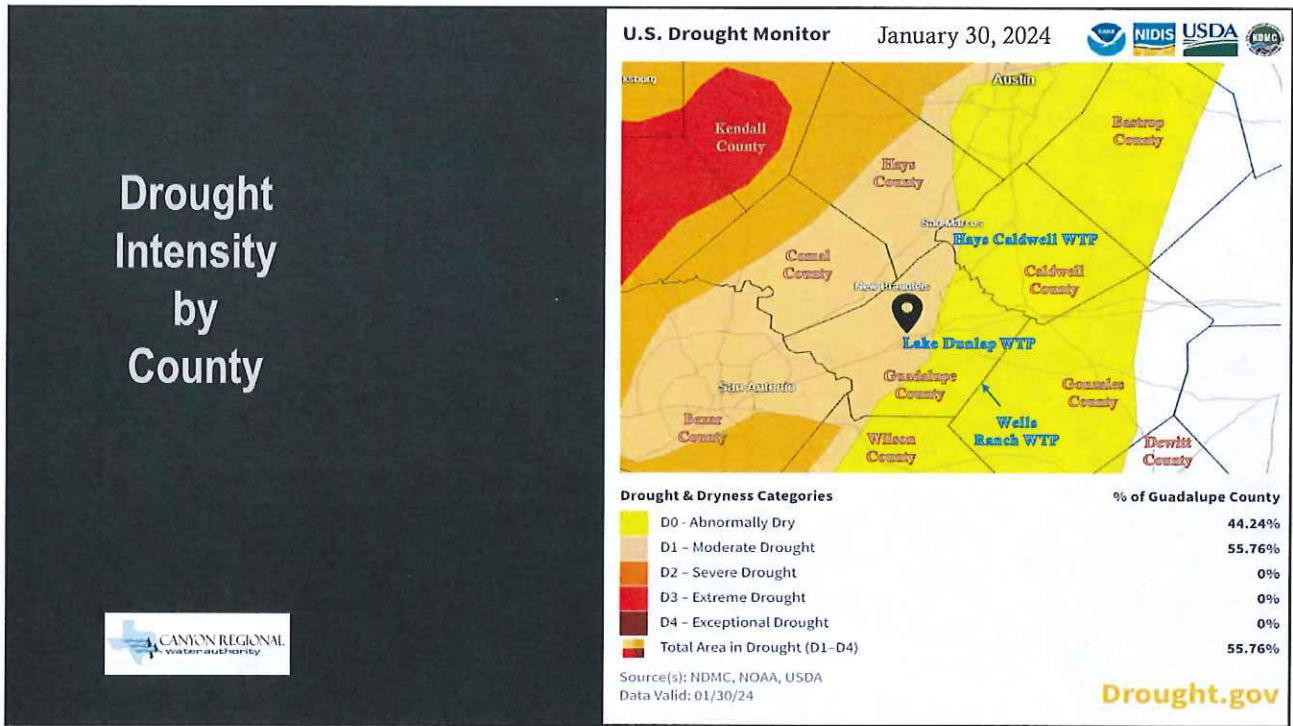 Drought
Intensity
by
County
CANYON REGIONAL
water authority
U.S. Drought Monitor
January 30, 2024
NOAA
NIDIS
USDA
NDMC
ksburg
Austin
Kendall
County
Bastrop
County
Hays
County
San Marcos
Hays Caldwell WTP
Comal
County
Caldwell
County
New Braunfels
Lake Dunlap WTP
Guadalupe
County
San Antonio
Gonzales
County
Bexar
County
Wells
Ranch WTP
Wilson
County
Dewitt
County
Drought & Dryness Categories % of Guadalupe County
D0 - Abnormally Dry 44.24%
D1 – Moderate Drought 55.76%
D2 – Severe Drought 0%
D3 – Extreme Drought 0%
D4 – Exceptional Drought 0%
Total Area in Drought (D1–D4) 55.76%
Source(s): NDMC, NOAA, USDA
Data Valid: 01/30/24
Drought.gov